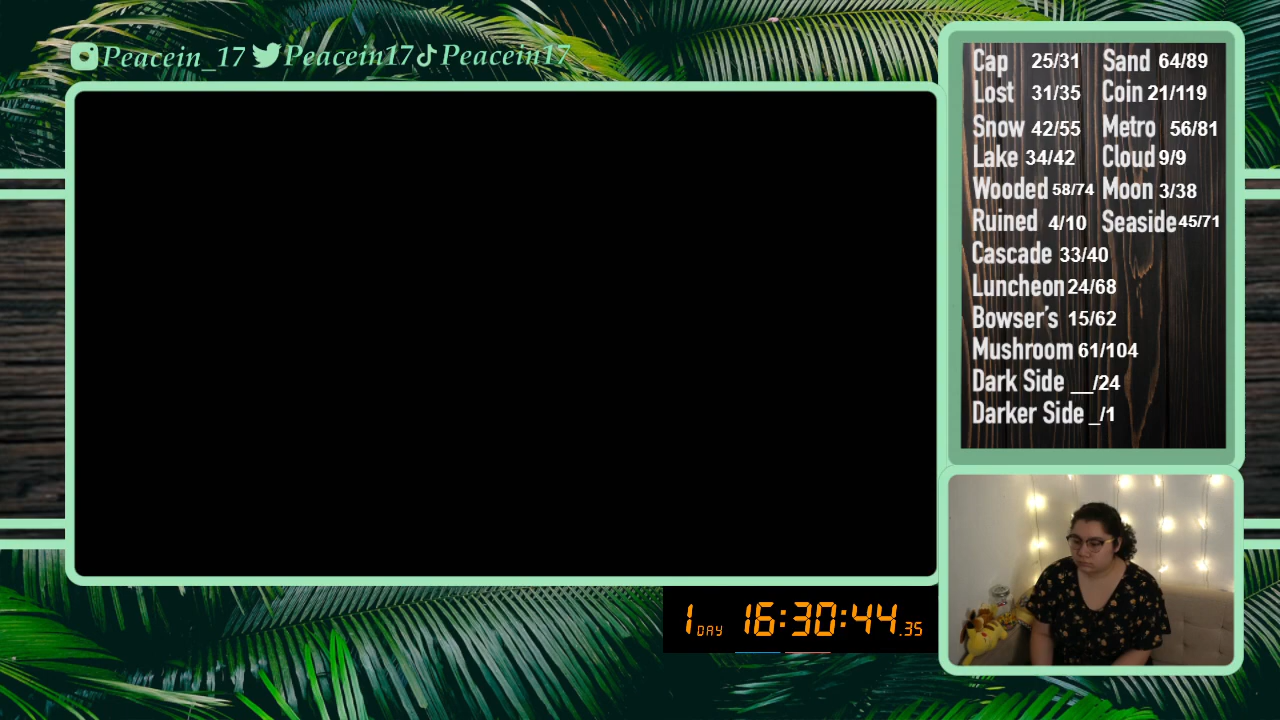 Peacein_17 Peacein17 Peacein17
Cap 25/31 Sand 64/89
Lost 31/35 Coin 21/119
Snow 42/55 Metro 56/81
Lake 34/42 Cloud 9/9
Wooded 58/74 Moon 3/38
Ruined 4/10 Seaside 45/71
Cascade 33/40
Luncheon 24/68
Bowser's 15/62
Mushroom 61/104
Dark Side __/24
Darker Side _/1
1 DAY 16:30:44.35